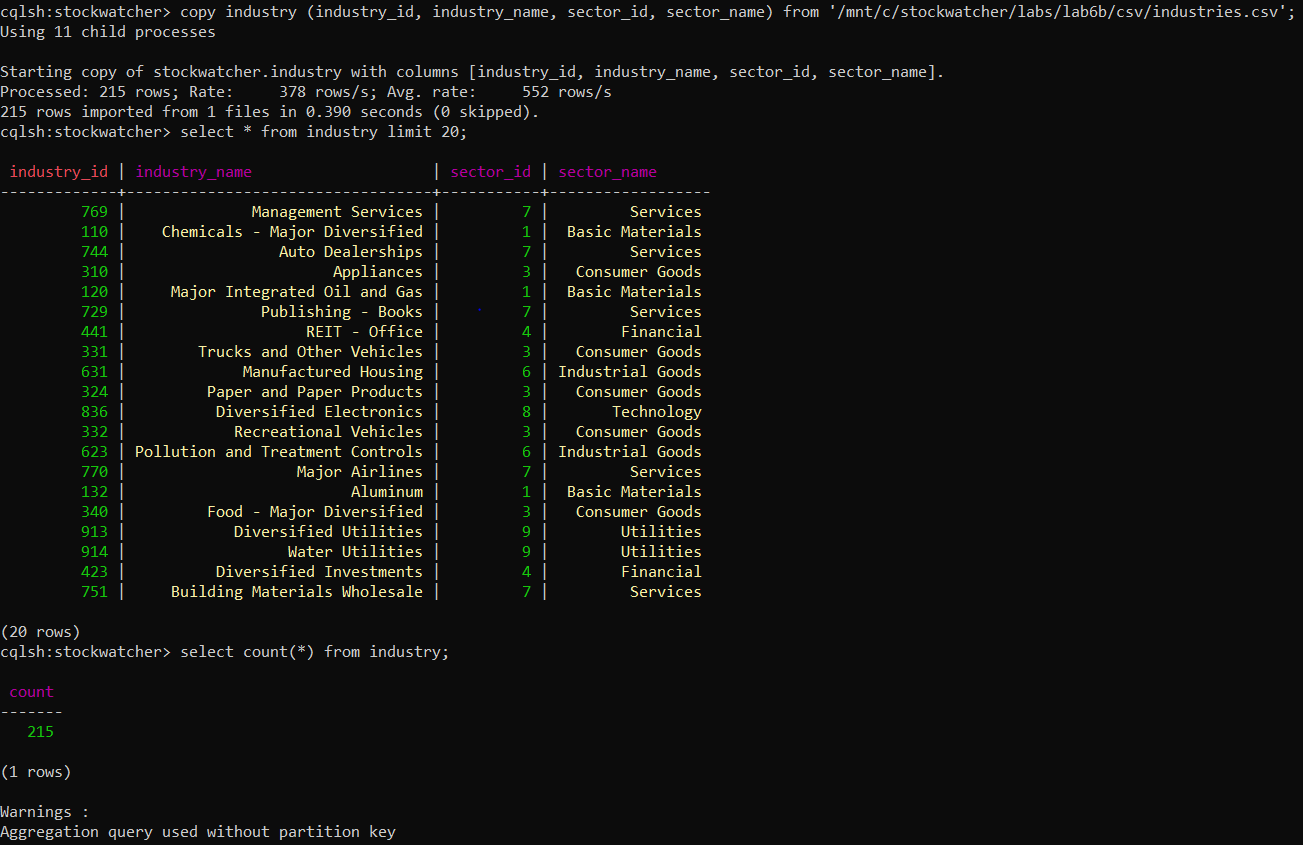 cqlsh:stockwatcher> copy industry (industry_id, industry_name, sector_id, sector_name) from '/mnt/c/stockwatcher/labs/lab6b/csv/industries.csv';
Using 11 child processes
Starting copy of stockwatcher.industry with columns [industry_id, industry_name, sector_id, sector_name].
Processed: 215 rows; Rate:     378 rows/s; Avg. rate:     552 rows/s
215 rows imported from 1 files in 0.390 seconds (0 skipped).
cqlsh:stockwatcher> select * from industry limit 20;
 industry_id | industry_name                    | sector_id | sector_name
-------------+----------------------------------+-----------+------------------
         769 |              Management Services |         7 |         Services
         110 |    Chemicals - Major Diversified |         1 |  Basic Materials
         744 |                 Auto Dealerships |         7 |         Services
         310 |                       Appliances |         3 |   Consumer Goods
         120 |     Major Integrated Oil and Gas |         1 |  Basic Materials
         729 |               Publishing - Books |         7 |         Services
         441 |                    REIT - Office |         4 |        Financial
         331 |        Trucks and Other Vehicles |         3 |   Consumer Goods
         631 |             Manufactured Housing |         6 | Industrial Goods
         324 |         Paper and Paper Products |         3 |   Consumer Goods
         836 |          Diversified Electronics |         8 |       Technology
         332 |            Recreational Vehicles |         3 |   Consumer Goods
         623 | Pollution and Treatment Controls |         6 | Industrial Goods
         770 |                   Major Airlines |         7 |         Services
         132 |                         Aluminum |         1 |  Basic Materials
         340 |         Food - Major Diversified |         3 |   Consumer Goods
         913 |            Diversified Utilities |         9 |        Utilities
         914 |                  Water Utilities |         9 |        Utilities
         423 |          Diversified Investments |         4 |        Financial
         751 |     Building Materials Wholesale |         7 |         Services
(20 rows)
cqlsh:stockwatcher> select count(*) from industry;
 count
-------
   215
(1 rows)
Warnings :
Aggregation query used without partition key